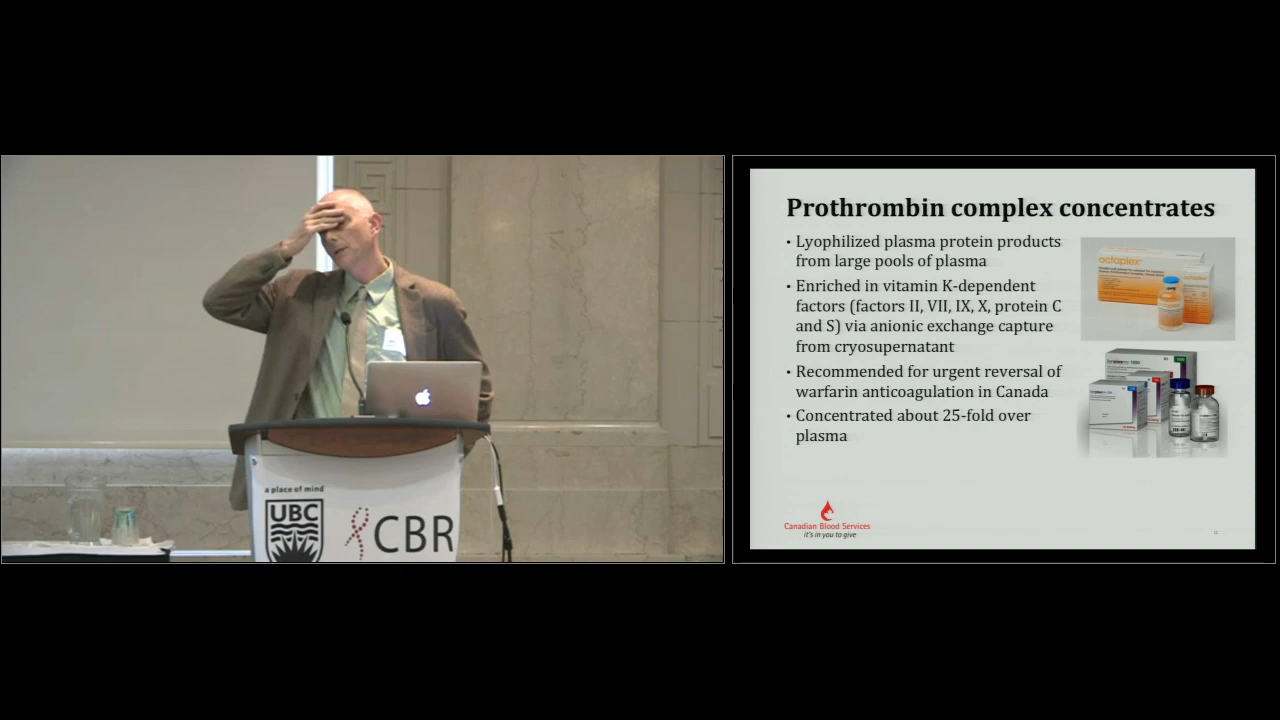 a place of mind
UBC
CBR
Prothrombin complex concentrates
• Lyophilized plasma protein products
from large pools of plasma
• Enriched in vitamin K-dependent
factors (factors II, VII, IX, X, protein C
and S) via anionic exchange capture
from cryosupernatant
• Recommended for urgent reversal of
warfarin anticoagulation in Canada
• Concentrated about 25-fold over
plasma
octaplex
Canadian Blood Services
it's in you to give